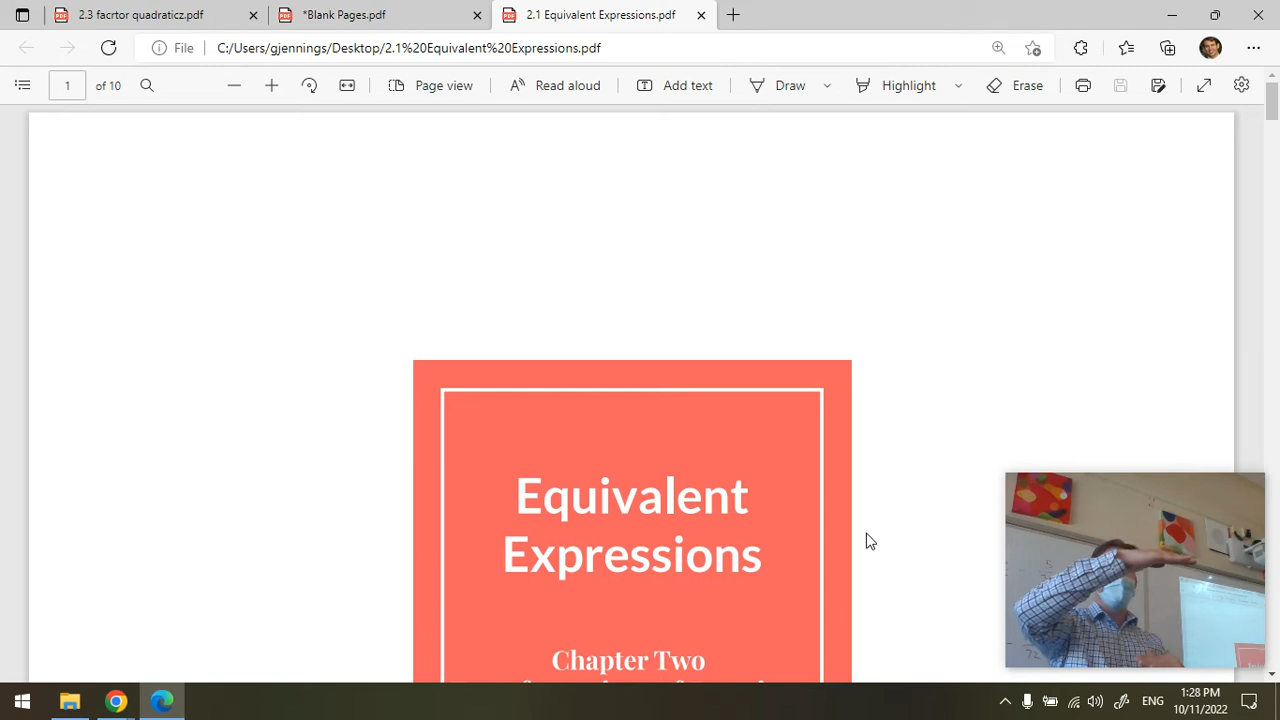 2.3 facrtor quadraticz.pdf
*Blank Pages.pdf
2.1 Equivalent Expressions.pdf
File
C:/Users/gjennings/Desktop/2.1%20Equivalent%20Expressions.pdf
1 of 10
Page view
Read aloud
Add text
Draw
Highlight
Erase
Equivalent
Expressions
Chapter Two
ENG
1:28 PM
10/11/2022